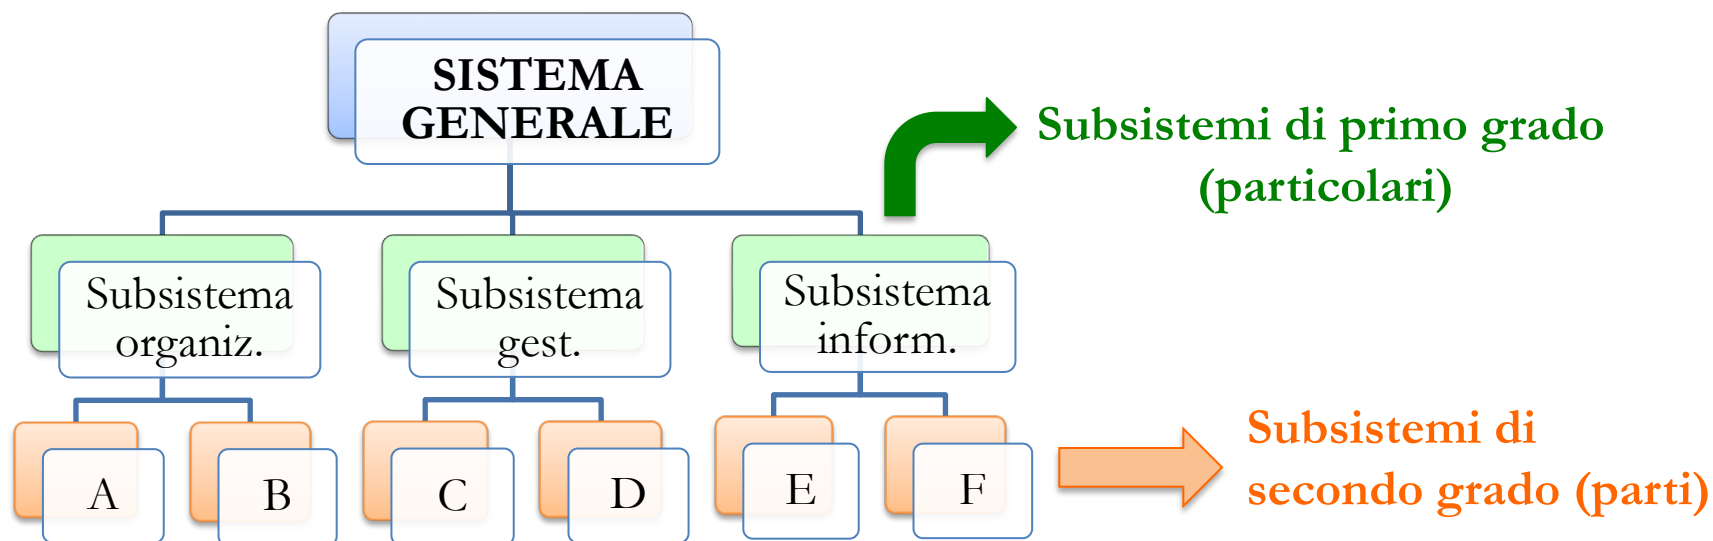 SISTEMA
GENERALE
Subsistemi di primo grado
(particolari)
Subsistema
organiz.
Subsistema
gest.
Subsistema
inform.
A
B
C
D
E
F
Subsistemi di
secondo grado (parti)